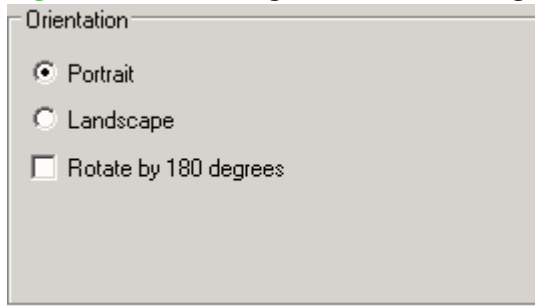 Orientation
Portrait
Landscape
Rotate by 180 degrees